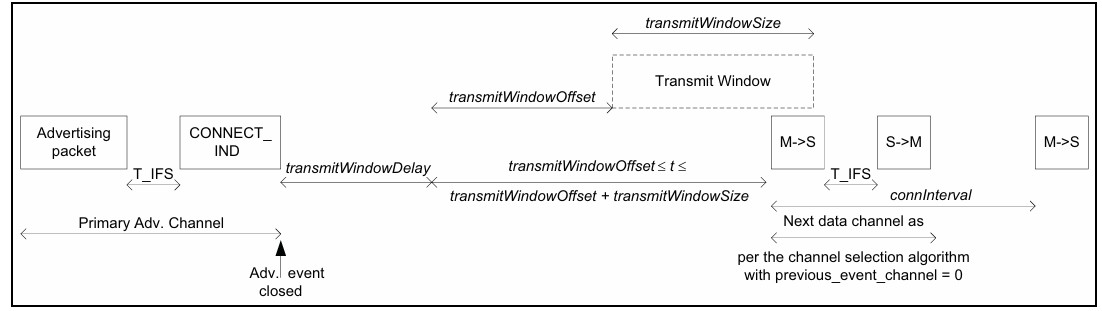 transmitWindowSize
Transmit Window
transmitWindowOffset
Advertising
packet
CONNECT_
IND
M->S
S->M
M->S
T_IFS
transmitWindowDelay
transmitWindowOffset ≤ t ≤
transmitWindowOffset + transmitWindowSize
T_IFS
connInterval
Primary Adv. Channel
Next data channel as
per the channel selection algorithm
with previous_event_channel = 0
Adv. event
closed